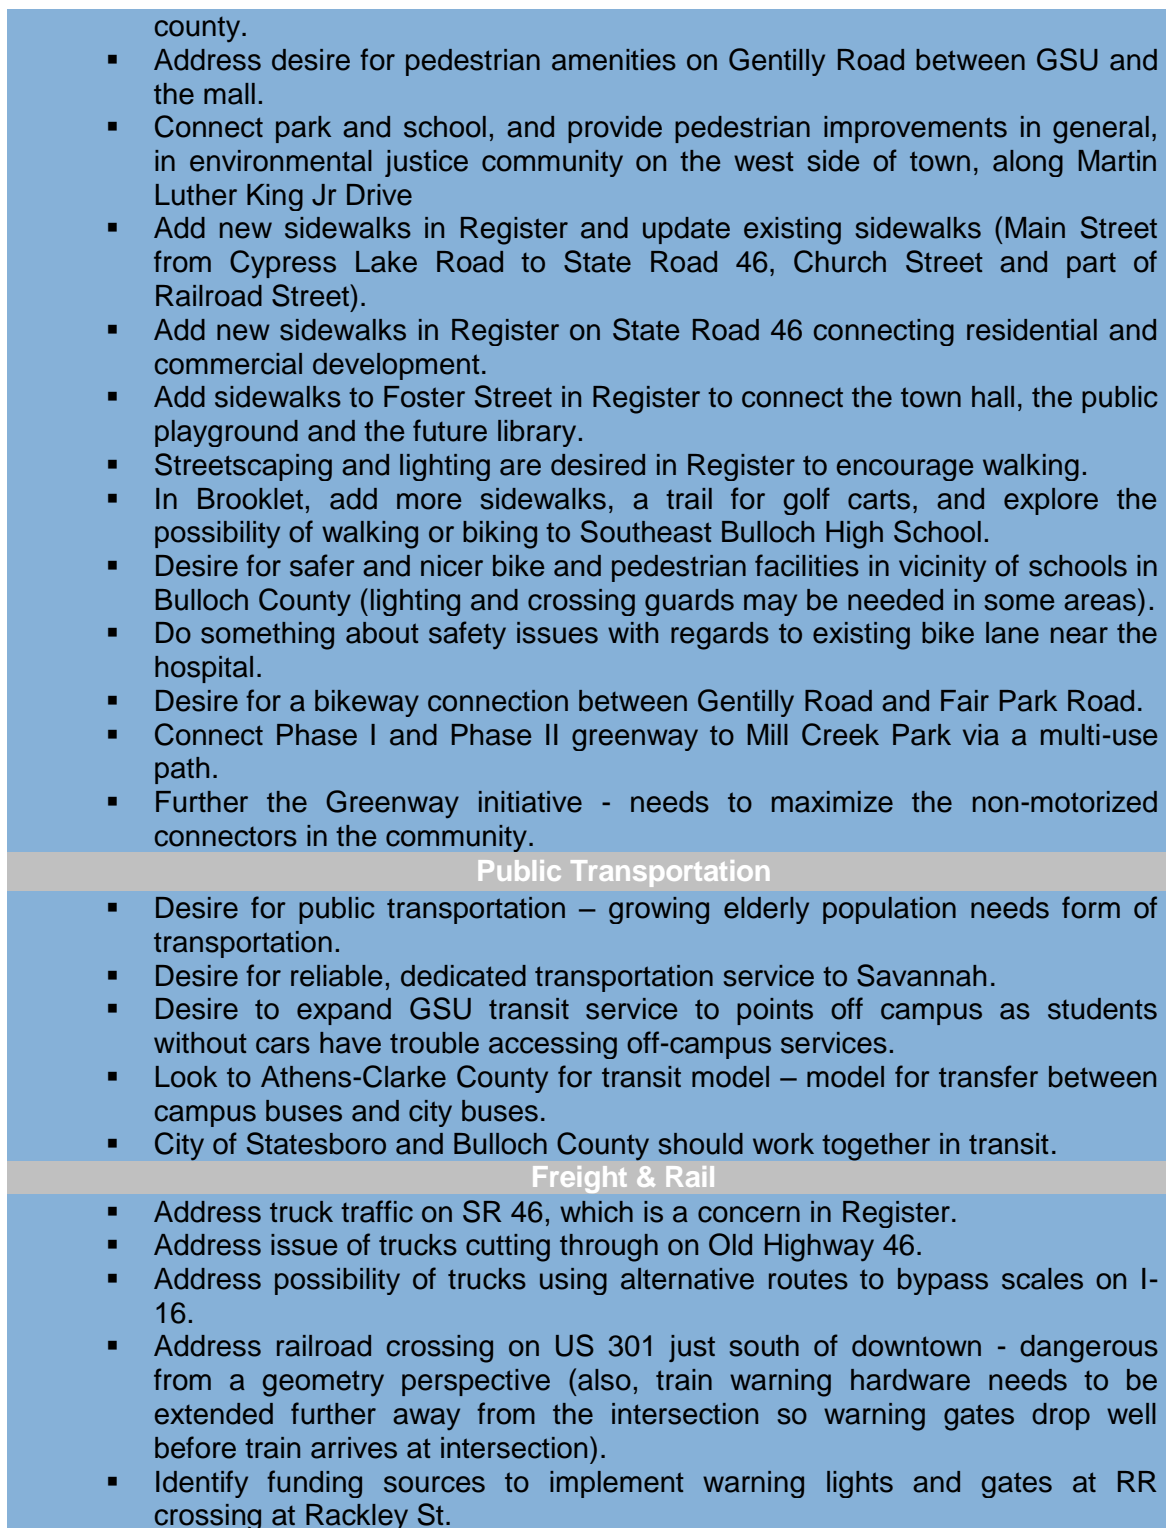 county.
▪ Address desire for pedestrian amenities on Gentilly Road between GSU and
the mall.
▪ Connect park and school, and provide pedestrian improvements in general,
in environmental justice community on the west side of town, along Martin
Luther King Jr Drive
▪ Add new sidewalks in Register and update existing sidewalks (Main Street
from Cypress Lake Road to State Road 46, Church Street and part of
Railroad Street).
▪ Add new sidewalks in Register on State Road 46 connecting residential and
commercial development.
▪ Add sidewalks to Foster Street in Register to connect the town hall, the public
playground and the future library.
▪ Streetscaping and lighting are desired in Register to encourage walking.
▪ In Brooklet, add more sidewalks, a trail for golf carts, and explore the
possibility of walking or biking to Southeast Bulloch High School.
▪ Desire for safer and nicer bike and pedestrian facilities in vicinity of schools in
Bulloch County (lighting and crossing guards may be needed in some areas).
▪ Do something about safety issues with regards to existing bike lane near the
hospital.
▪ Desire for a bikeway connection between Gentilly Road and Fair Park Road.
▪ Connect Phase I and Phase II greenway to Mill Creek Park via a multi-use
path.
▪ Further the Greenway initiative - needs to maximize the non-motorized
connectors in the community.
Public Transportation
▪ Desire for public transportation – growing elderly population needs form of
transportation.
▪ Desire for reliable, dedicated transportation service to Savannah.
▪ Desire to expand GSU transit service to points off campus as students
without cars have trouble accessing off-campus services.
▪ Look to Athens-Clarke County for transit model – model for transfer between
campus buses and city buses.
▪ City of Statesboro and Bulloch County should work together in transit.
Freight & Rail
▪ Address truck traffic on SR 46, which is a concern in Register.
▪ Address issue of trucks cutting through on Old Highway 46.
▪ Address possibility of trucks using alternative routes to bypass scales on I-
16.
▪ Address railroad crossing on US 301 just south of downtown - dangerous
from a geometry perspective (also, train warning hardware needs to be
extended further away from the intersection so warning gates drop well
before train arrives at intersection).
▪ Identify funding sources to implement warning lights and gates at RR
crossing at Rackley St.